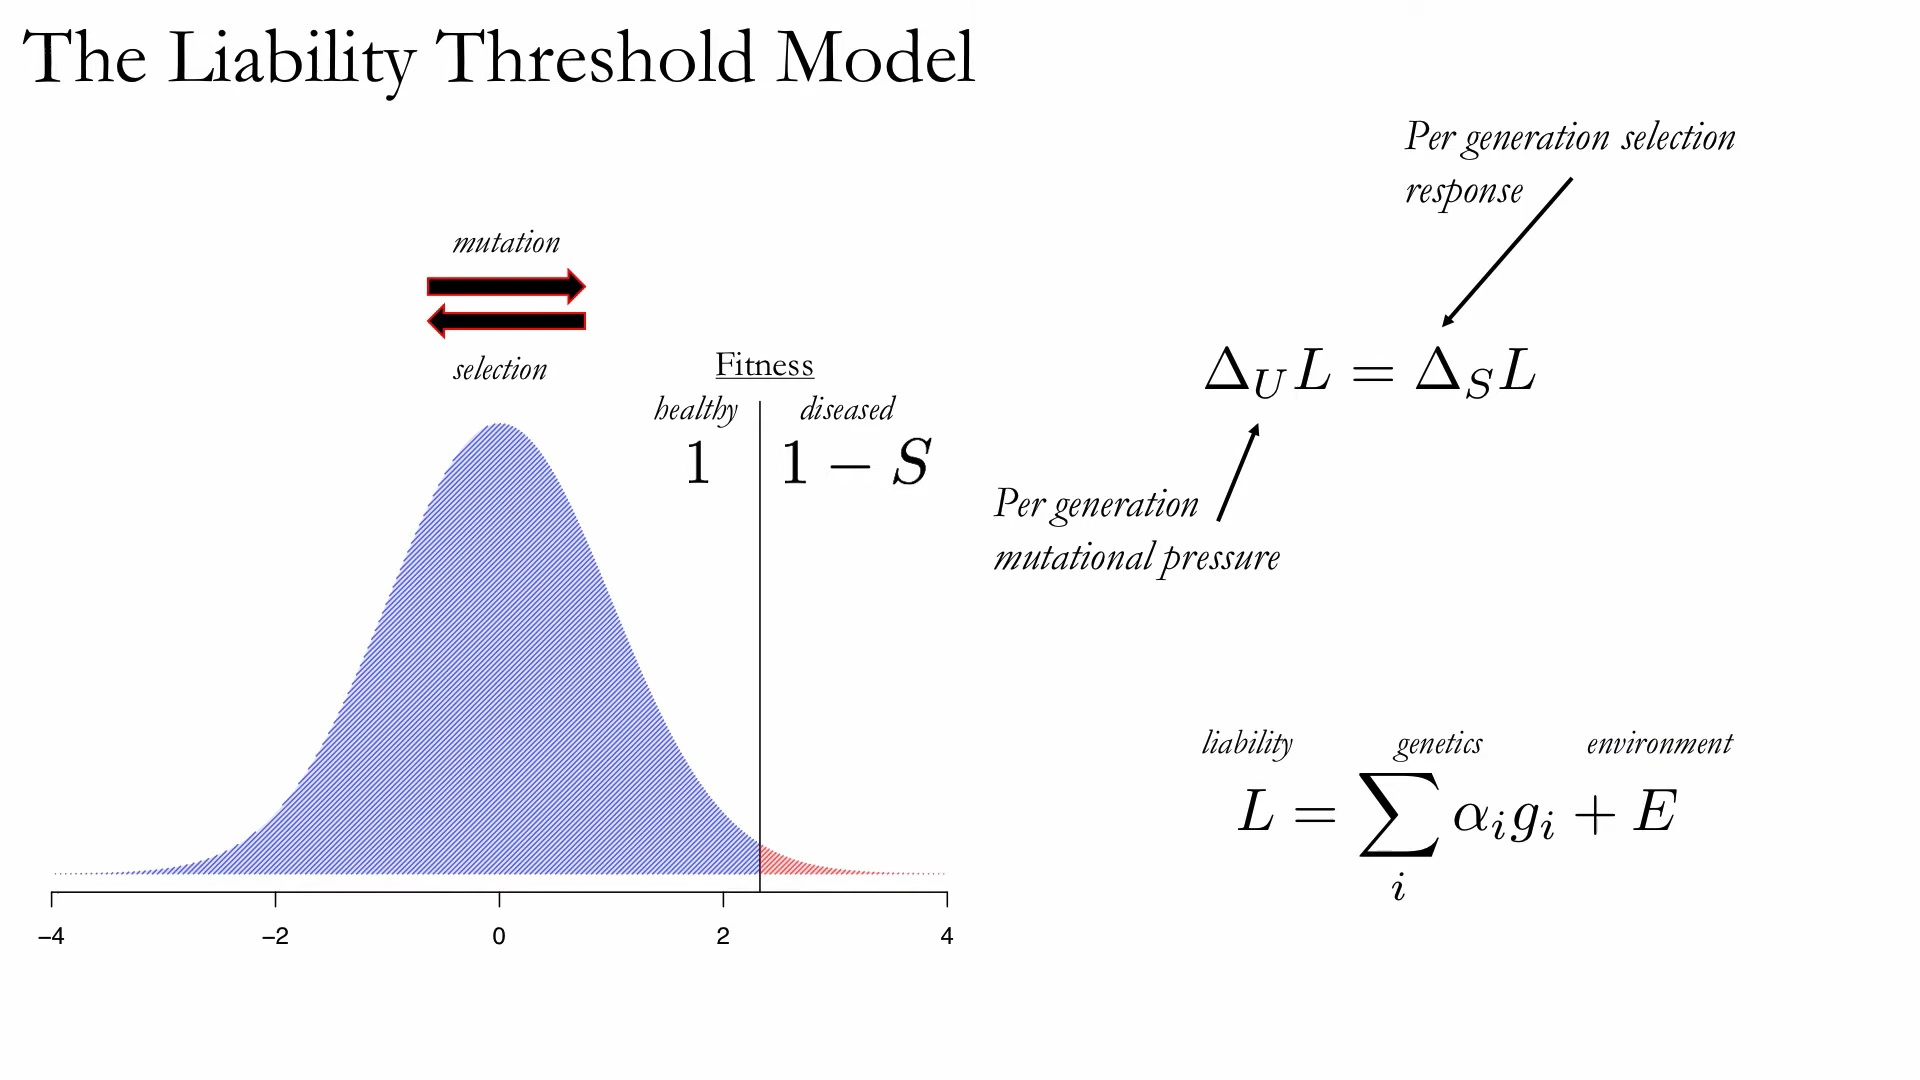 The Liability Threshold Model
Per generation selection
response
mutation
selection
Fitness
healthy diseased
1 1 − S
Δ_U L = Δ_S L
Per generation
mutational pressure
liability genetics environment
L = ∑_i α_i g_i + E
−4 −2 0 2 4